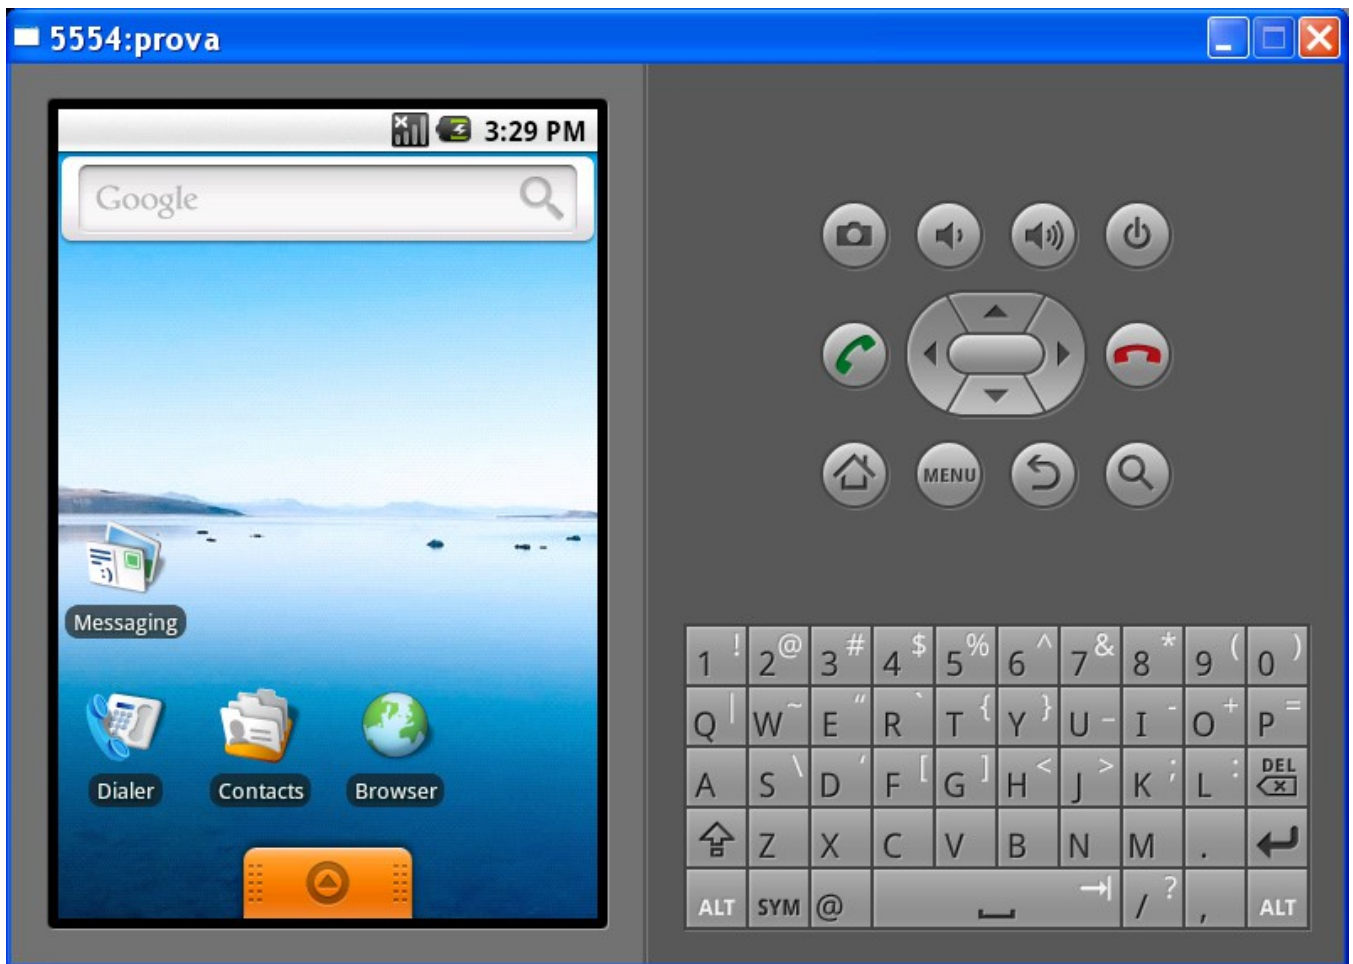 5554:prova
3:29 PM
Google
Messaging
Dialer Contacts Browser
MENU
1 ! 2 @ 3 # 4 $ 5 % 6 ^ 7 & 8 * 9 ( 0 )
Q | W ~ E “ R ` T { Y } U _ I - O + P =
A S \ D ‘ F [ G ] H < J > K ; L : DEL
Z X C V B N M .
ALT SYM @ / ? , ALT